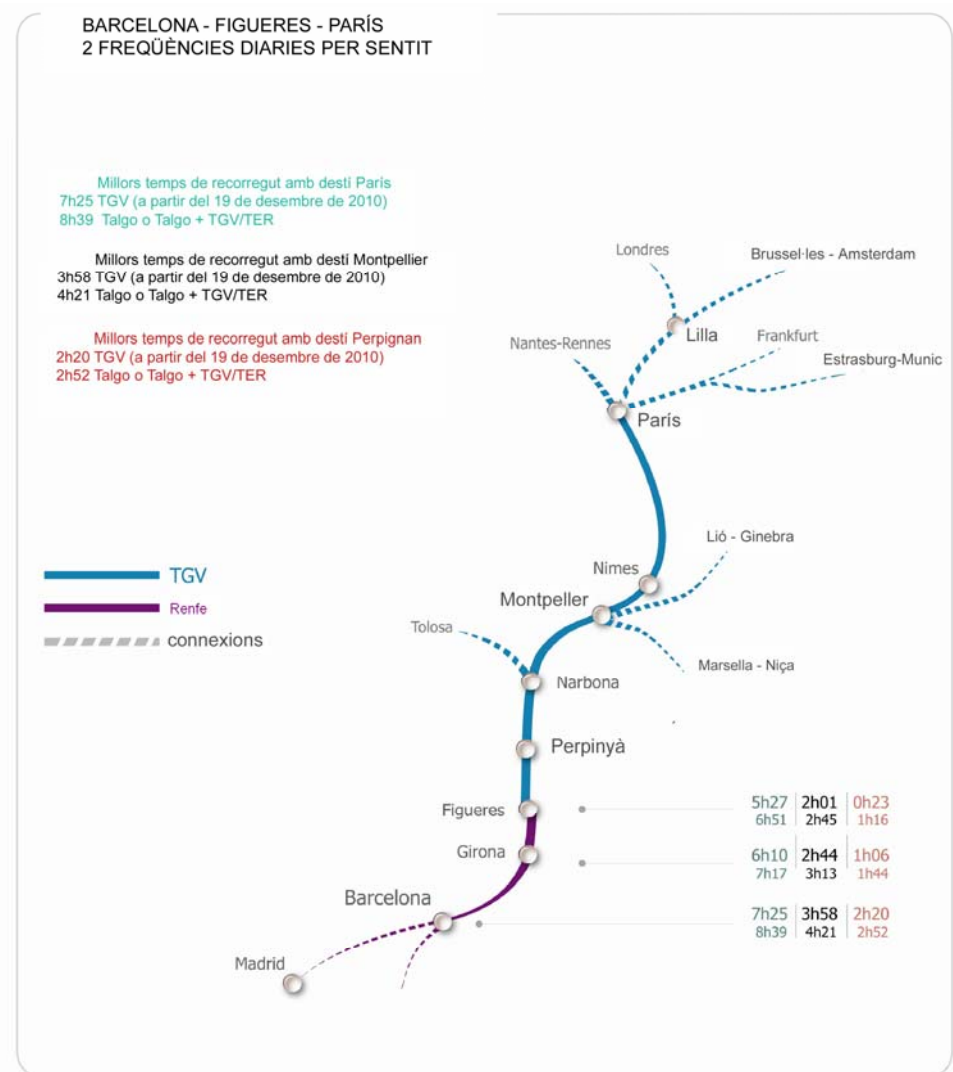 BARCELONA - FIGUERES - PARÍS
2 FREQÜÈNCIES DIARIES PER SENTIT
Millors temps de recorregut amb destí París
7h25 TGV (a partir del 19 de desembre de 2010)
8h39 Talgo o Talgo + TGV/TER
Millors temps de recorregut amb destí Montpellier
3h58 TGV (a partir del 19 de desembre de 2010)
4h21 Talgo o Talgo + TGV/TER
Millors temps de recorregut amb destí Perpignan
2h20 TGV (a partir del 19 de desembre de 2010)
2h52 Talgo o Talgo + TGV/TER
Londres
Brussel·les - Amsterdam
Lilla
Nantes-Rennes
Frankfurt
Estrasburg-Munic
París
Lió - Ginebra
Nimes
Montpeller
TGV
Renfe
connexions
Tolosa
Marsella - Niça
Narbona
Perpinyà
Figueres
5h27 2h01 0h23
6h51 2h45 1h16
Girona
6h10 2h44 1h06
7h17 3h13 1h44
Barcelona
7h25 3h58 2h20
8h39 4h21 2h52
Madrid